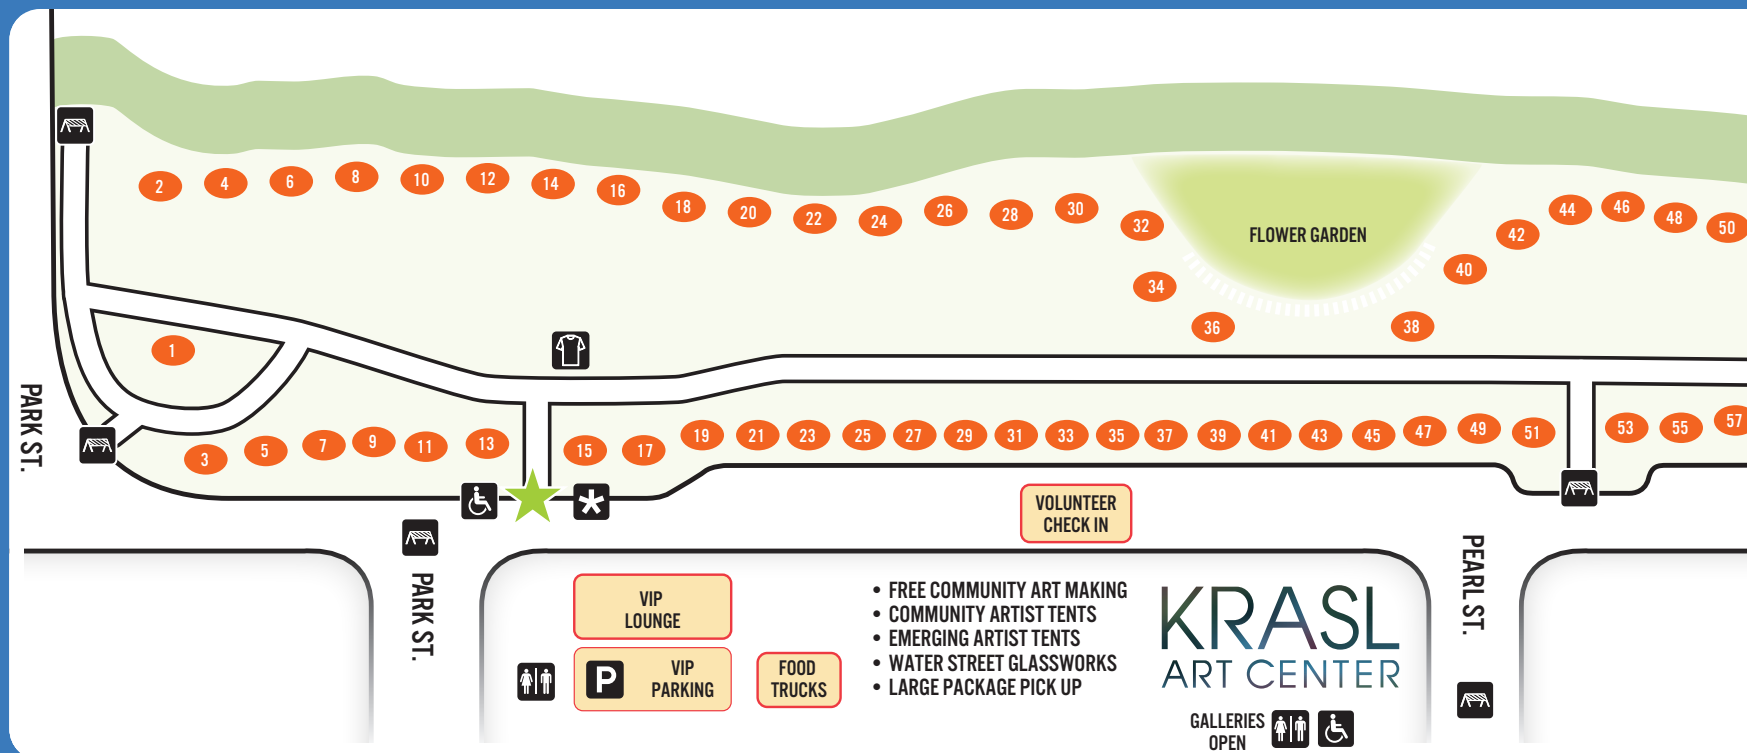 2
4
6
8
10
12
14
16
18
20
22
24
26
28
30
32
34
36
38
40
42
44
46
48
50
FLOWER GARDEN
1
3
5
7
9
11
13
15
17
19
21
23
25
27
29
31
33
35
37
39
41
43
45
47
49
51
53
55
57
PARK ST.
PARK ST.
PEARL ST.
VOLUNTEER
CHECK IN
VIP
LOUNGE
P
VIP
PARKING
FOOD
TRUCKS
• FREE COMMUNITY ART MAKING
• COMMUNITY ARTIST TENTS
• EMERGING ARTIST TENTS
• WATER STREET GLASSWORKS
• LARGE PACKAGE PICK UP
KRASL
ART CENTER
GALLERIES
OPEN